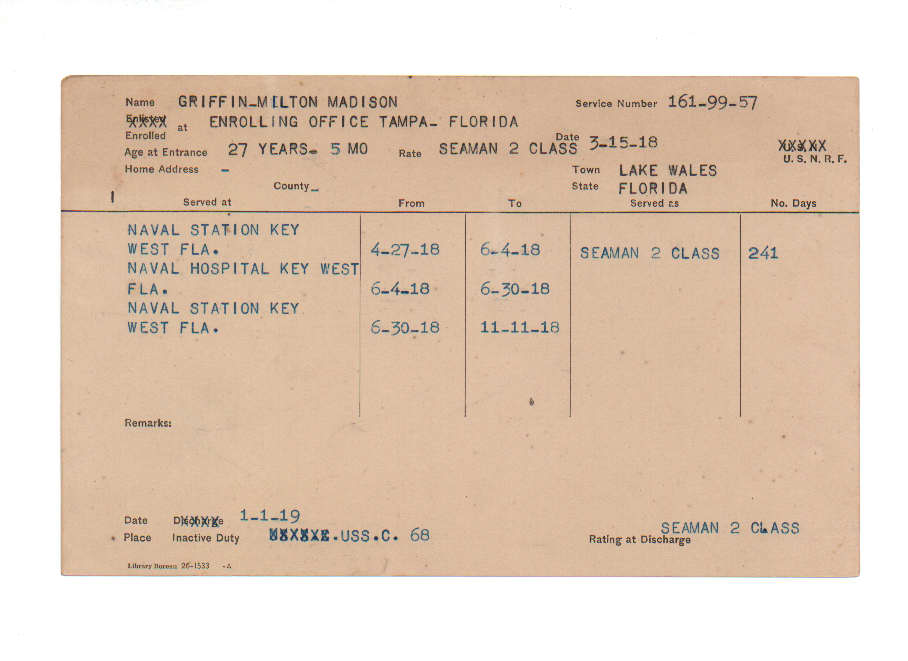 Name GRIFFIN-MILTON MADISON Service Number 161-99-57
Enlisted
Enrolled at ENROLLING OFFICE TAMPA- FLORIDA
Age at Entrance 27 YEARS- 5 MO Rate SEAMAN 2 CLASS Date 3-15-18 XXXXX U. S. N. R. F.
Home Address - Town LAKE WALES
County - State FLORIDA
Served at From To Served as No. Days
NAVAL STATION KEY
WEST FLA. 4-27-18 6-4-18 SEAMAN 2 CLASS 241
NAVAL HOSPITAL KEY WEST
FLA. 6-4-18 6-30-18
NAVAL STATION KEY
WEST FLA. 6-30-18 11-11-18
Remarks:
Date Discharge 1-1-19
Place Inactive Duty .USS.C. 68 SEAMAN 2 CLASS
Rating at Discharge
Library Bureau 26-1533 -A